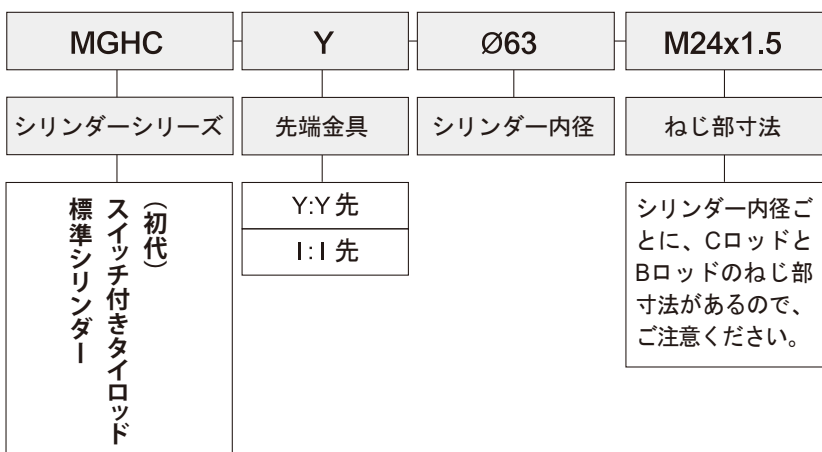 MGHC Y Ø63 M24x1.5
シリンダーシリーズ 先端金具 シリンダー内径 ねじ部寸法
（初代）
スイッチ付きタイロッド
標準シリンダー
Y:Y先
I:I先
シリンダー内径ご
とに、Cロッドと
Bロッドのねじ部
寸法があるので、
ご注意ください。